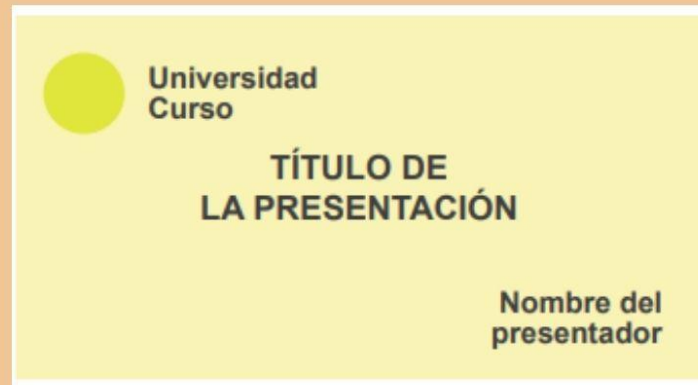 Universidad
Curso
TÍTULO DE
LA PRESENTACIÓN
Nombre del
presentador